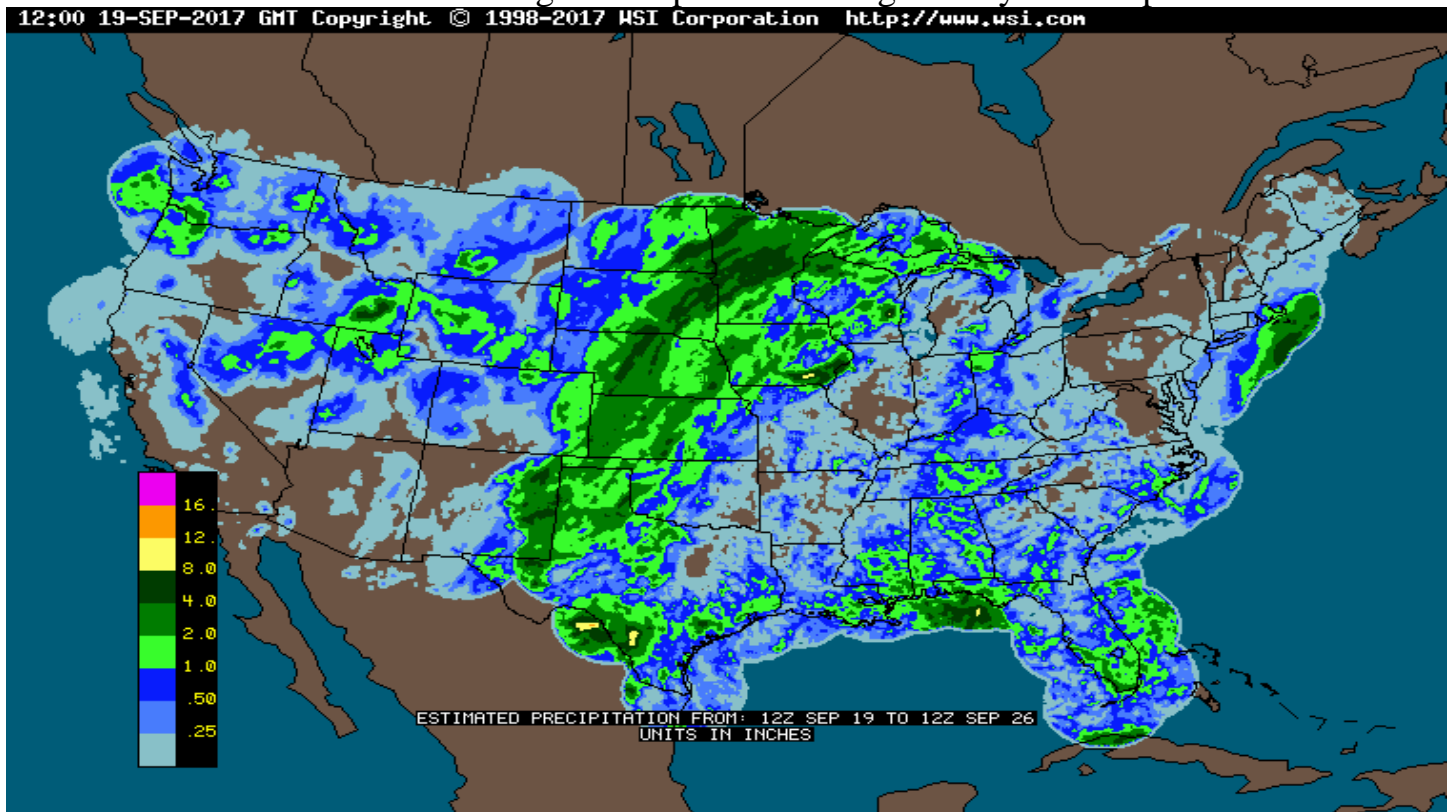 12:00 19-SEP-2017 GMT Copyright © 1998-2017 WSI Corporation http://www.wsi.com
16.
12.
8.0
4.0
2.0
1.0
.50
.25
ESTIMATED PRECIPITATION FROM: 12Z SEP 19 TO 12Z SEP 26
UNITS IN INCHES